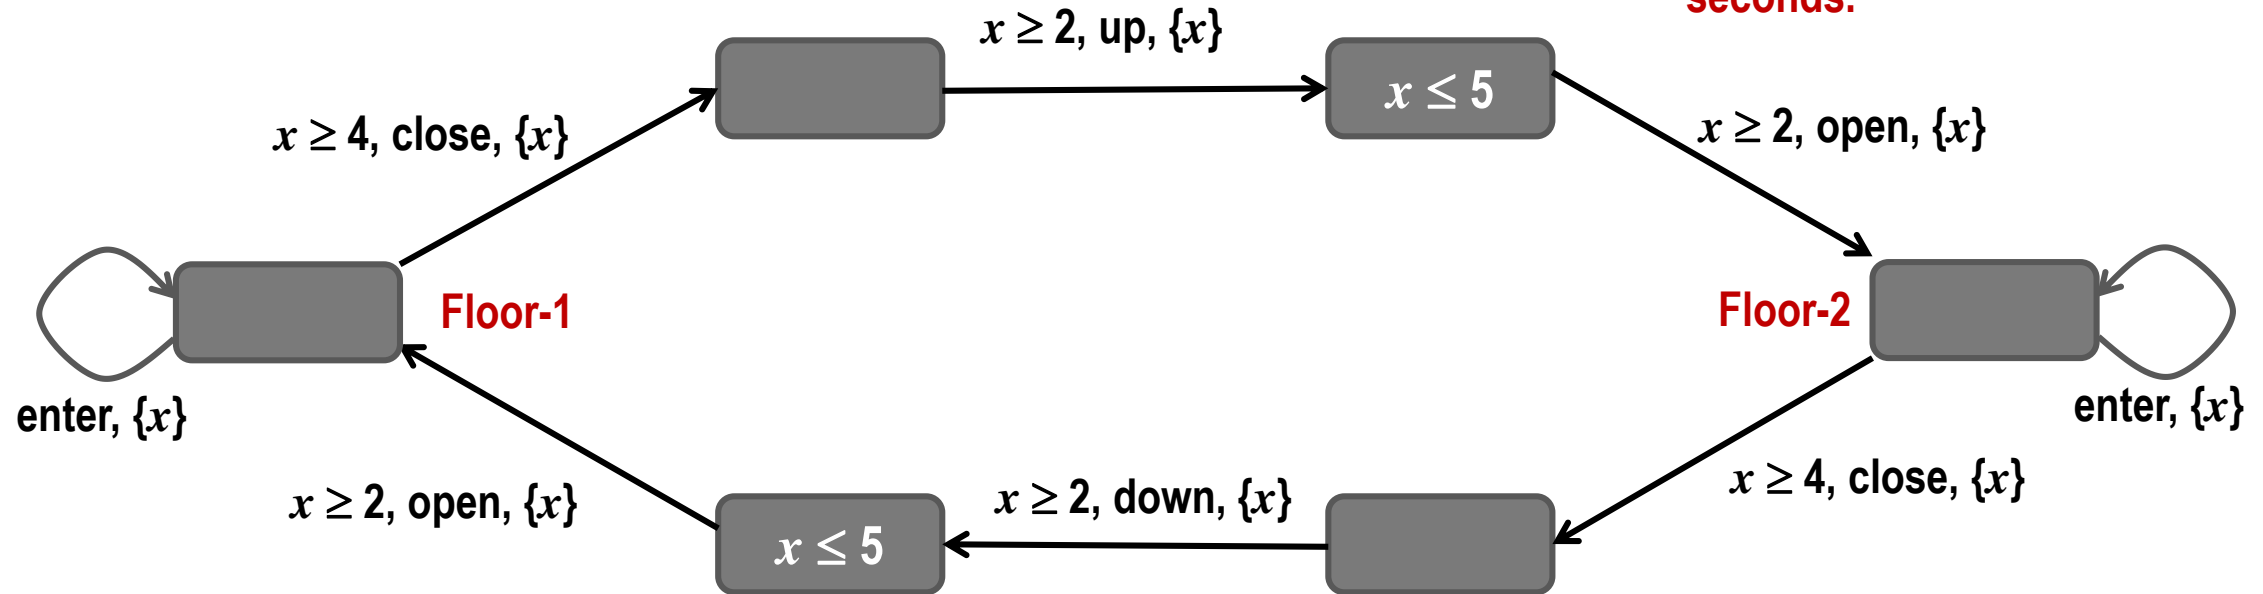 seconds.
x ≥ 2, up, {x}
x ≤ 5
x ≥ 4, close, {x}
x ≥ 2, open, {x}
Floor-1
Floor-2
enter, {x}
enter, {x}
x ≥ 2, open, {x}
x ≥ 2, down, {x}
x ≥ 4, close, {x}
x ≤ 5